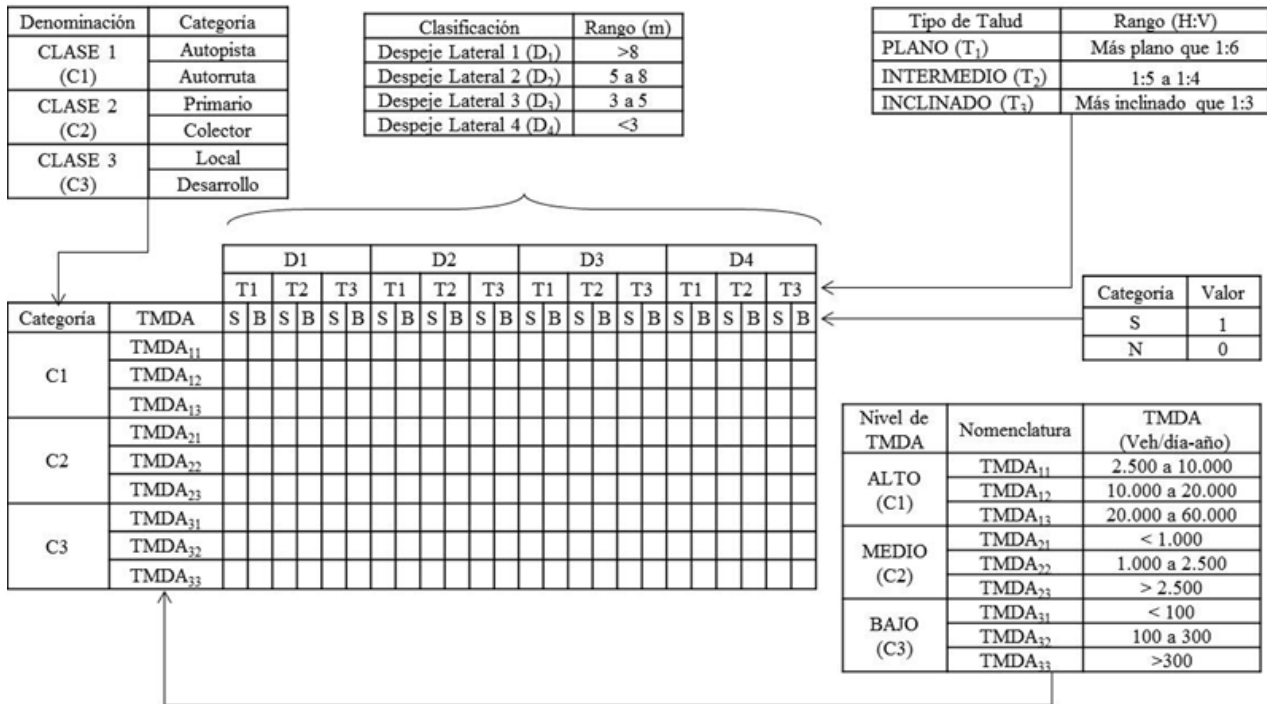 Denominación Categoría
CLASE 1
(C1)
Autopista
Autorruta
CLASE 2
(C2)
Primario
Colector
CLASE 3
(C3)
Local
Desarrollo
Clasificación Rango (m)
Despeje Lateral 1 (D₁) >8
Despeje Lateral 2 (D₂) 5 a 8
Despeje Lateral 3 (D₃) 3 a 5
Despeje Lateral 4 (D₄) <3
Tipo de Talud Rango (H:V)
PLANO (T₁) Más plano que 1:6
INTERMEDIO (T₂) 1:5 a 1:4
INCLINADO (T₃) Más inclinado que 1:3
D1 D2 D3 D4
T1 T2 T3 T1 T2 T3 T1 T2 T3 T1 T2 T3
Categoría TMDA S B S B S B S B S B S B S B S B S B S B S B S B
C1
TMDA₁₁
TMDA₁₂
TMDA₁₃
C2
TMDA₂₁
TMDA₂₂
TMDA₂₃
C3
TMDA₃₁
TMDA₃₂
TMDA₃₃
Categoría Valor
S 1
N 0
Nivel de
TMDA
Nomenclatura
TMDA
(Veh/día-año)
ALTO
(C1)
TMDA₁₁ 2.500 a 10.000
TMDA₁₂ 10.000 a 20.000
TMDA₁₃ 20.000 a 60.000
MEDIO
(C2)
TMDA₂₁ < 1.000
TMDA₂₂ 1.000 a 2.500
TMDA₂₃ > 2.500
BAJO
(C3)
TMDA₃₁ < 100
TMDA₃₂ 100 a 300
TMDA₃₃ >300